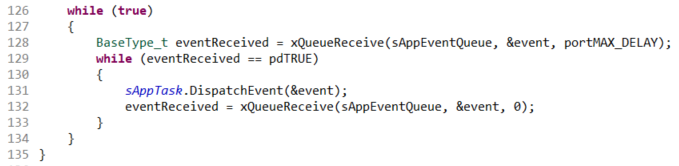 126 while (true)
127 {
128 BaseType_t eventReceived = xQueueReceive(sAppEventQueue, &event, portMAX_DELAY);
129 while (eventReceived == pdTRUE)
130 {
131 sAppTask.DispatchEvent(&event);
132 eventReceived = xQueueReceive(sAppEventQueue, &event, 0);
133 }
134 }
135 }